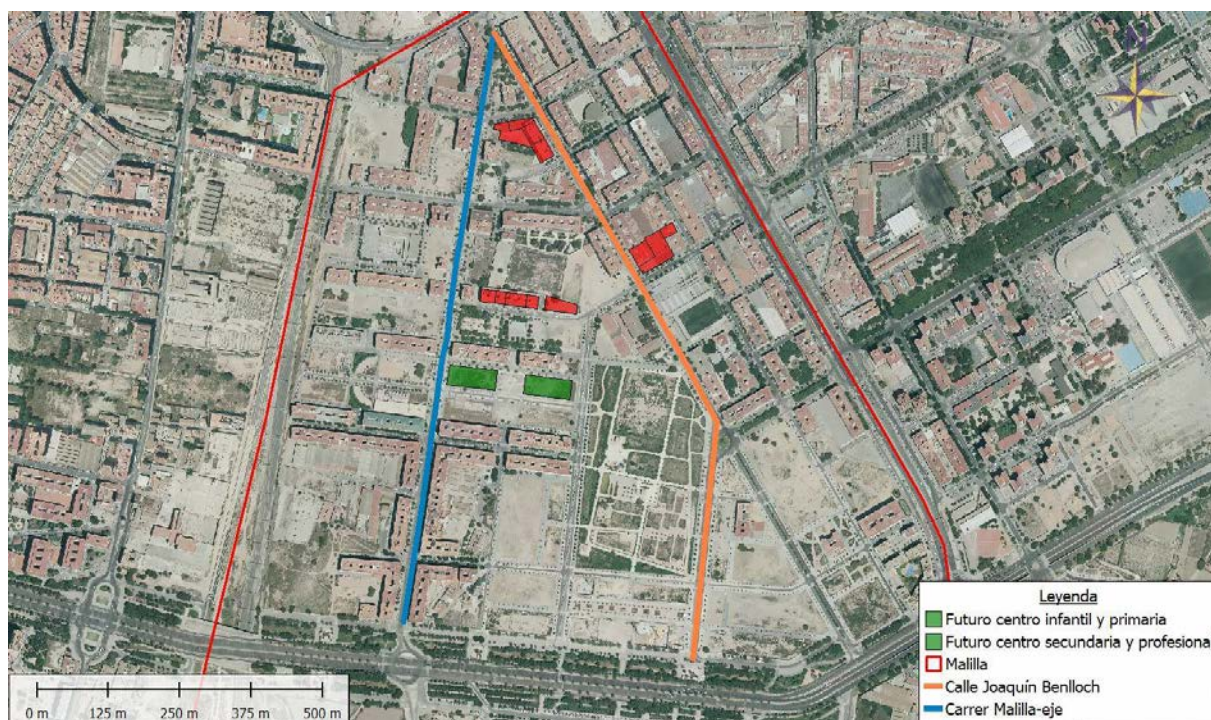 N
Leyenda
Futuro centro infantil y primaria
Futuro centro secundaria y profesiona
Malilla
Calle Joaquín Benlloch
Carrer Malilla-eje
0 m 125 m 250 m 375 m 500 m